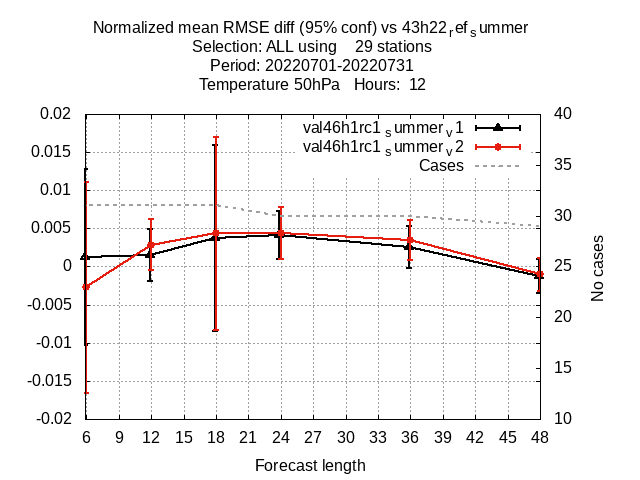 Normalized mean RMSE diff (95% conf) vs 43h22refsummer
Selection: ALL using 29 stations
Period: 20220701-20220731
Temperature 50hPa Hours: 12
val46h1rc1summerv1
val46h1rc1summerv2
Cases
0.02
0.015
0.01
0.005
0
-0.005
-0.01
-0.015
-0.02
40
35
30
25
20
15
10
No cases
6 9 12 15 18 21 24 27 30 33 36 39 42 45 48
Forecast length